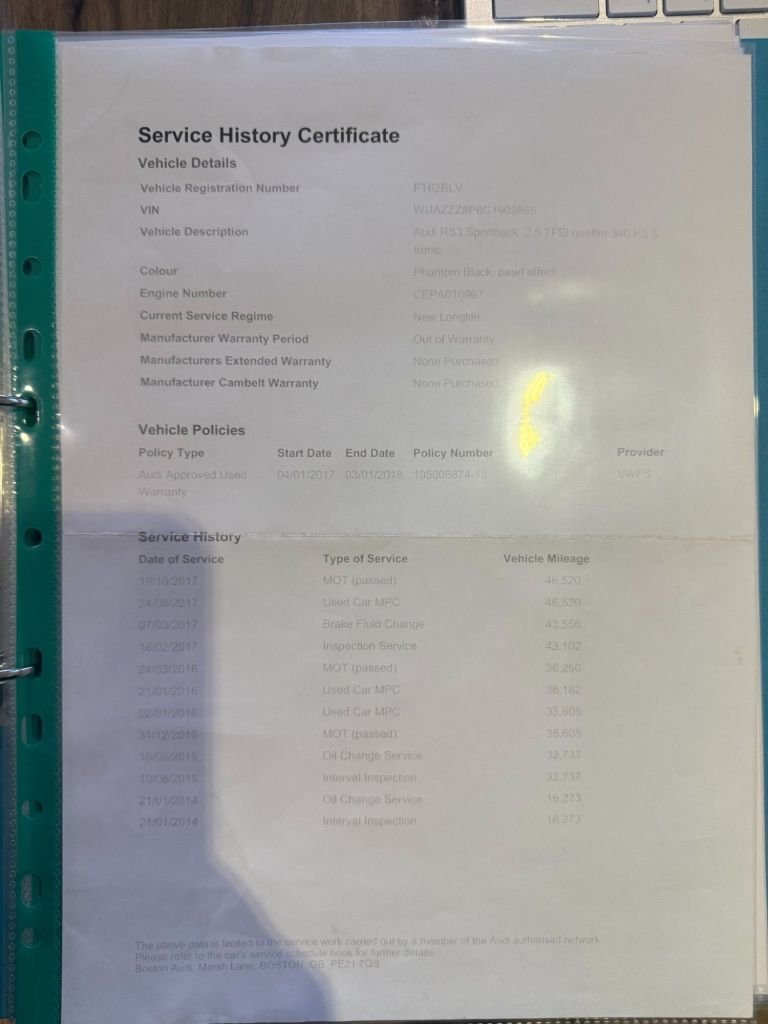 Service History Certificate
Vehicle Details
Vehicle Registration Number FT62BLV
VIN WUAZZZ8P6C1903855
Vehicle Description Audi RS3 Sportback 2.5 TFSI quattro 340 PS S
tronic
Colour Phantom Black, pearl effect
Engine Number CEPA010967
Current Service Regime New Longlife
Manufacturer Warranty Period Out of Warranty
Manufacturers Extended Warranty None Purchased
Manufacturer Cambelt Warranty None Purchased
Vehicle Policies
Policy Type Start Date End Date Policy Number Provider
Audi Approved Used 04/01/2017 03/01/2018 195005874-13 VWFS
Warranty
Service History
Date of Service Type of Service Vehicle Mileage
19/10/2017 MOT (passed) 46,520
24/08/2017 Used Car MPC 46,520
07/03/2017 Brake Fluid Change 43,556
16/02/2017 Inspection Service 43,102
24/03/2016 MOT (passed) 36,250
21/01/2016 Used Car MPC 36,182
02/01/2016 Used Car MPC 35,605
31/12/2015 MOT (passed) 35,605
10/08/2015 Oil Change Service 32,737
10/08/2015 Interval Inspection 32,737
21/01/2014 Oil Change Service 16,273
21/01/2014 Interval Inspection 16,273
The above data is limited to the service work carried out by a member of the Audi authorised network
Please refer to the car's service schedule book for further details.
Boston Audi, Marsh Lane, BOSTON, GB, PE21 7QS